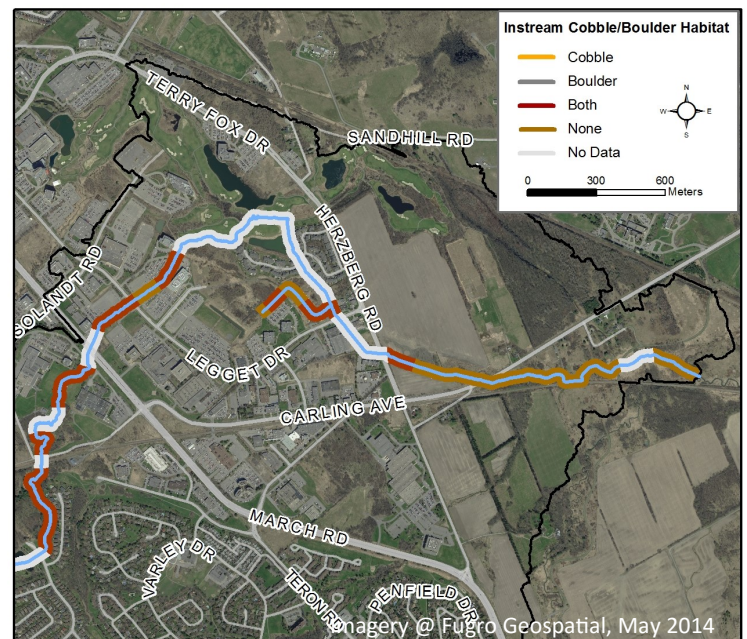 Instream Cobble/Boulder Habitat
Cobble
Boulder
Both
None
No Data
N
W E
S
0 300 600
Meters
TERRY FOX DR
SANDHILL RD
HERZBERG RD
SOLANDT RD
LEGGET DR
CARLING AVE
MARCH RD
VARLEY DR
TERON RD
PENFIELD DR
Imagery @ Fugro Geospatial, May 2014